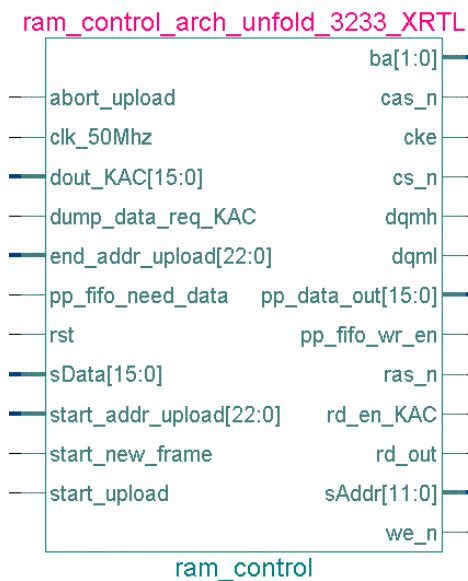 ram_control_arch_unfold_3233_XRTL
ba[1:0]
abort_upload cas_n
clk_50Mhz cke
dout_KAC[15:0] cs_n
dump_data_req_KAC dqmh
end_addr_upload[22:0] dqml
pp_fifo_need_data pp_data_out[15:0]
rst pp_fifo_wr_en
sData[15:0] ras_n
start_addr_upload[22:0] rd_en_KAC
start_new_frame rd_out
start_upload sAddr[11:0]
we_n
ram_control